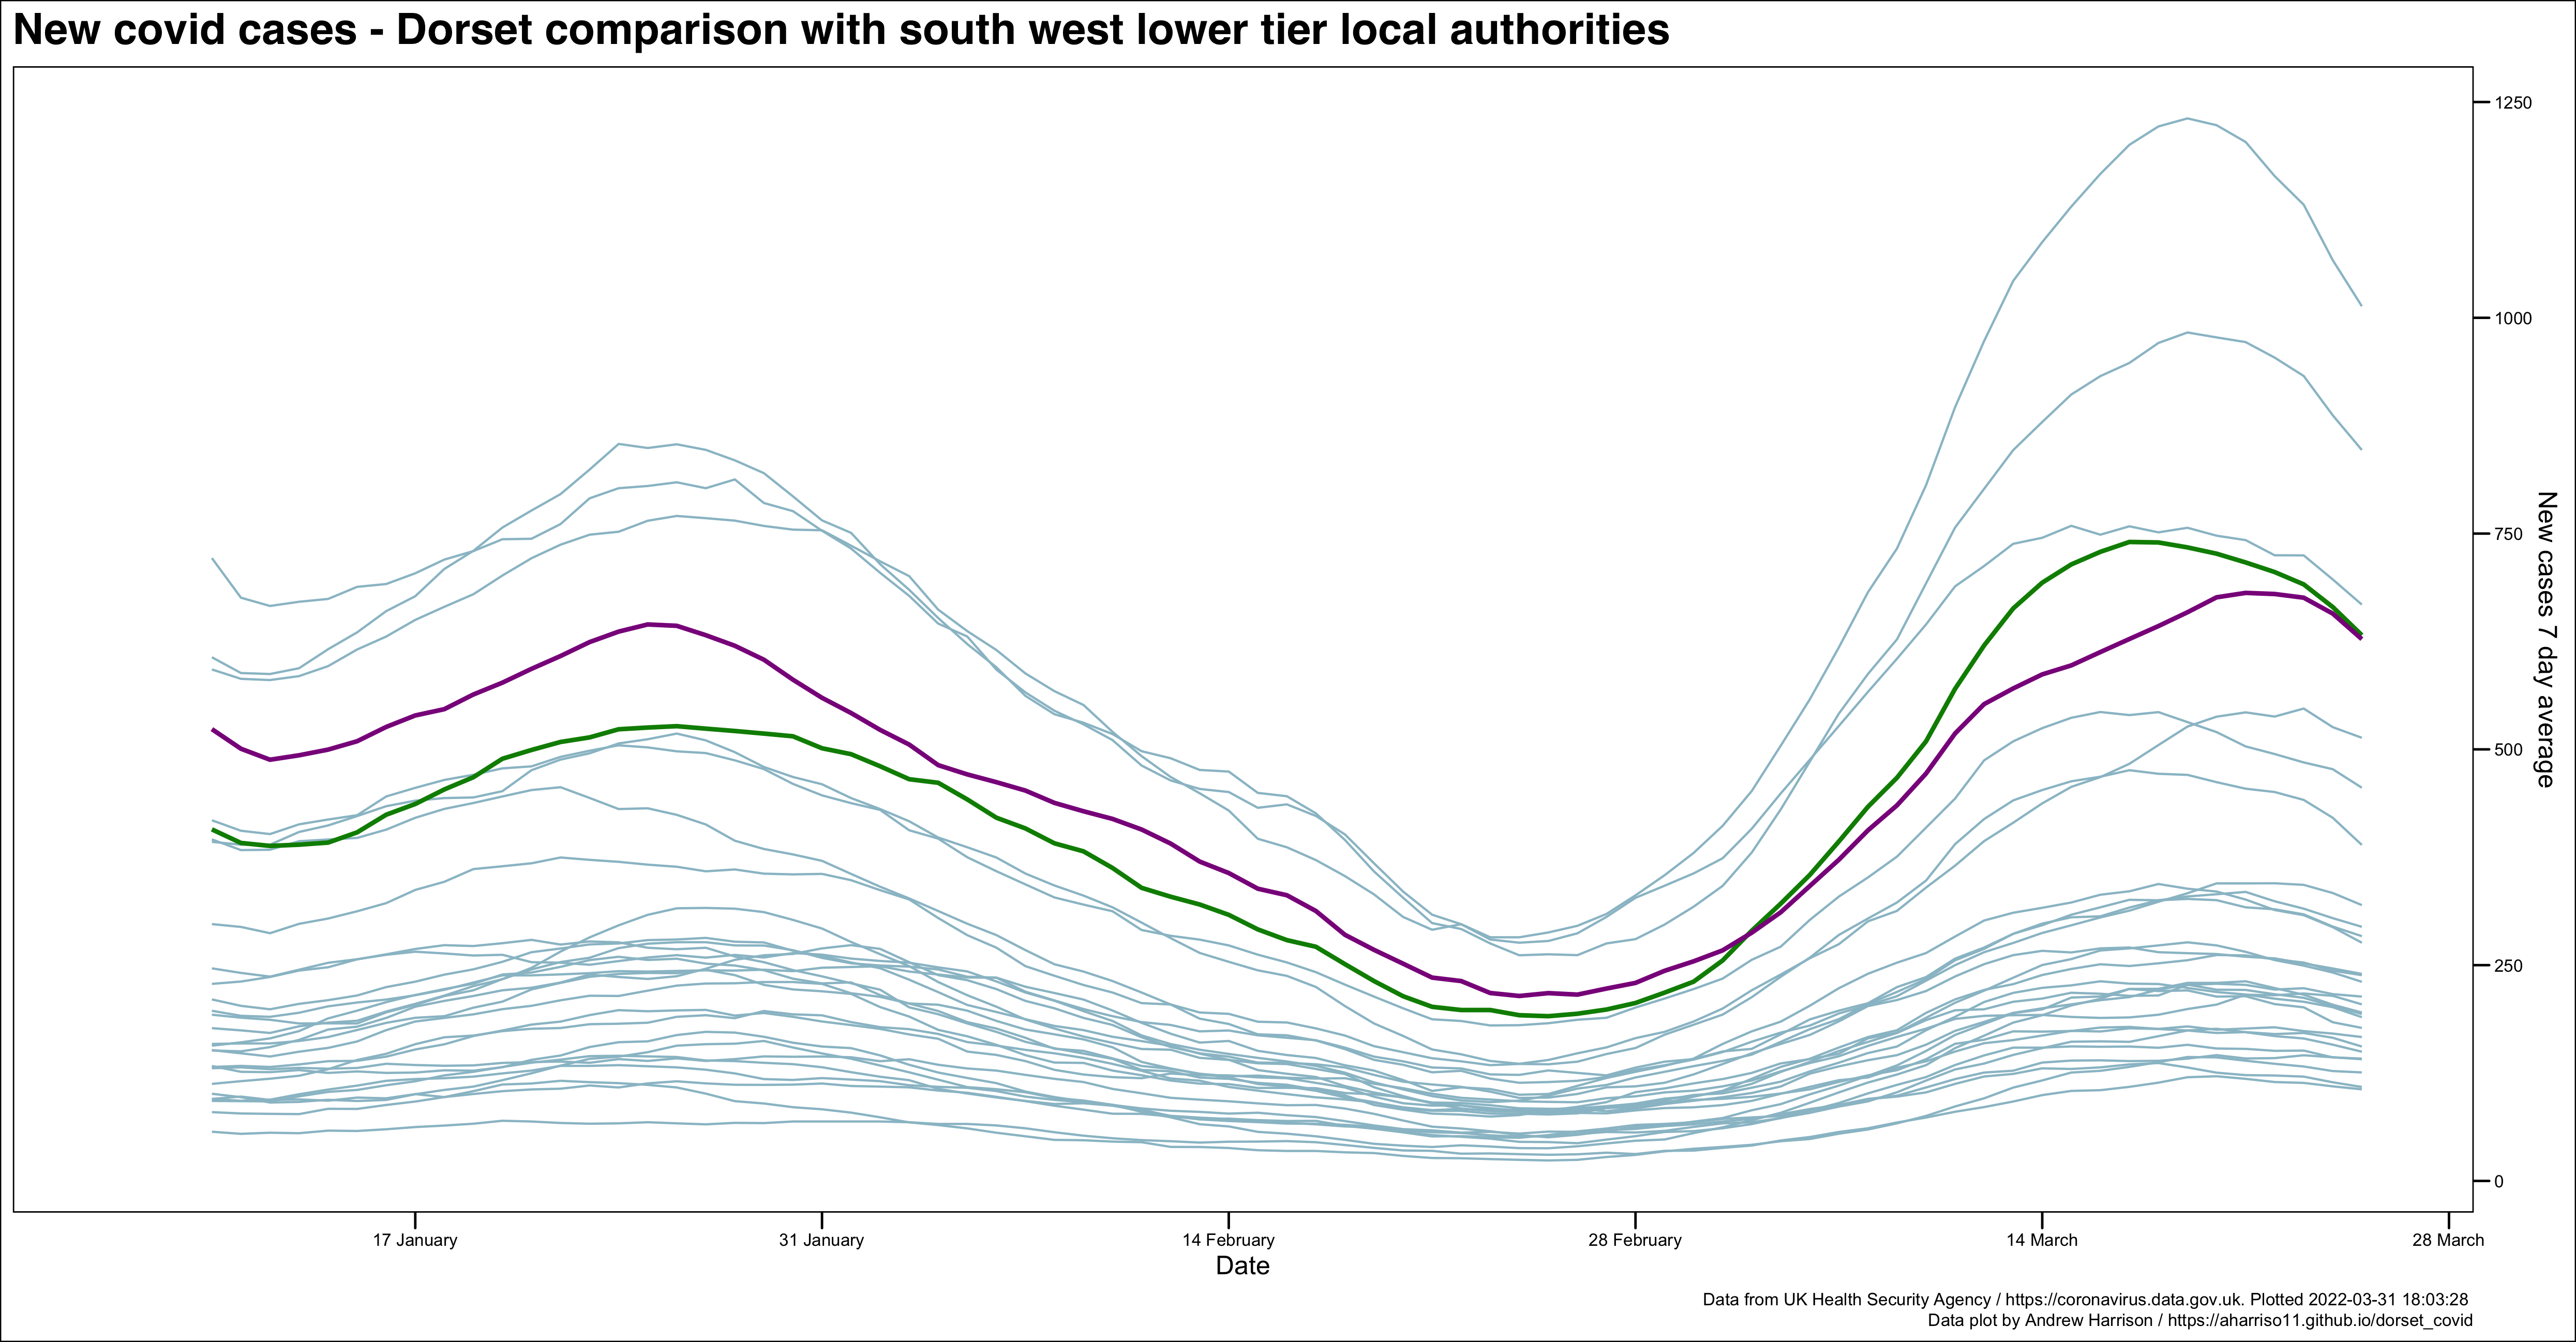 New covid cases - Dorset comparison with south west lower tier local authorities
1250
1000
750
500
250
0
New cases 7 day average
17 January
31 January
14 February
28 February
14 March
28 March
Date
Data from UK Health Security Agency / https://coronavirus.data.gov.uk. Plotted 2022-03-31 18:03:28
Data plot by Andrew Harrison / https://aharriso11.github.io/dorset_covid